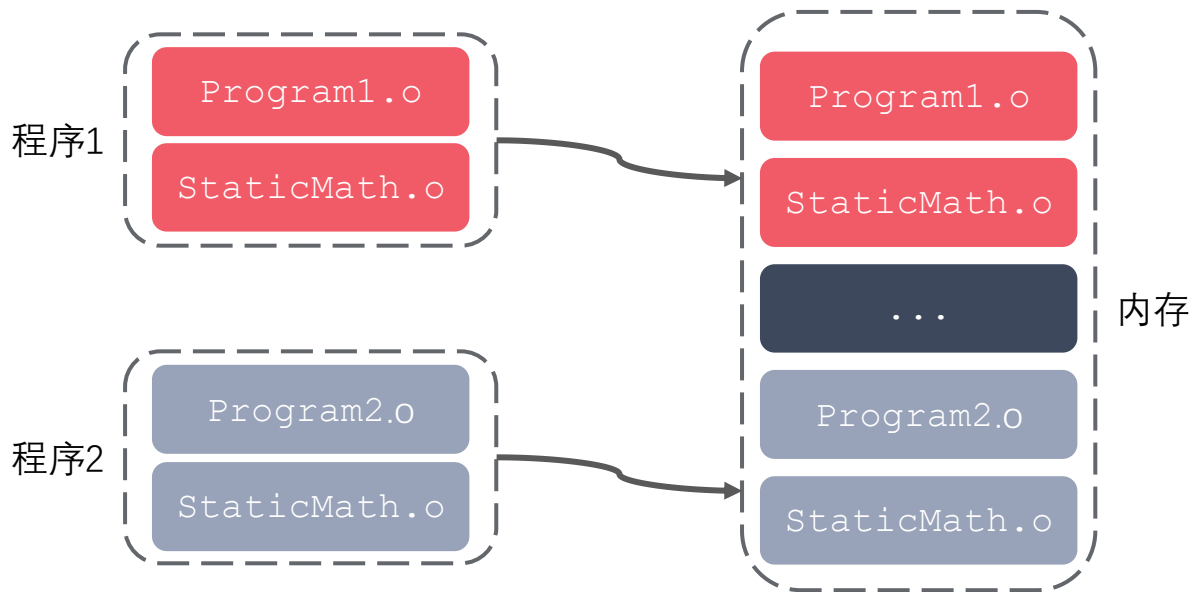 程序1
Program1.o
StaticMath.o
程序2
Program2.o
StaticMath.o
Program1.o
StaticMath.o
...
Program2.o
StaticMath.o
内存